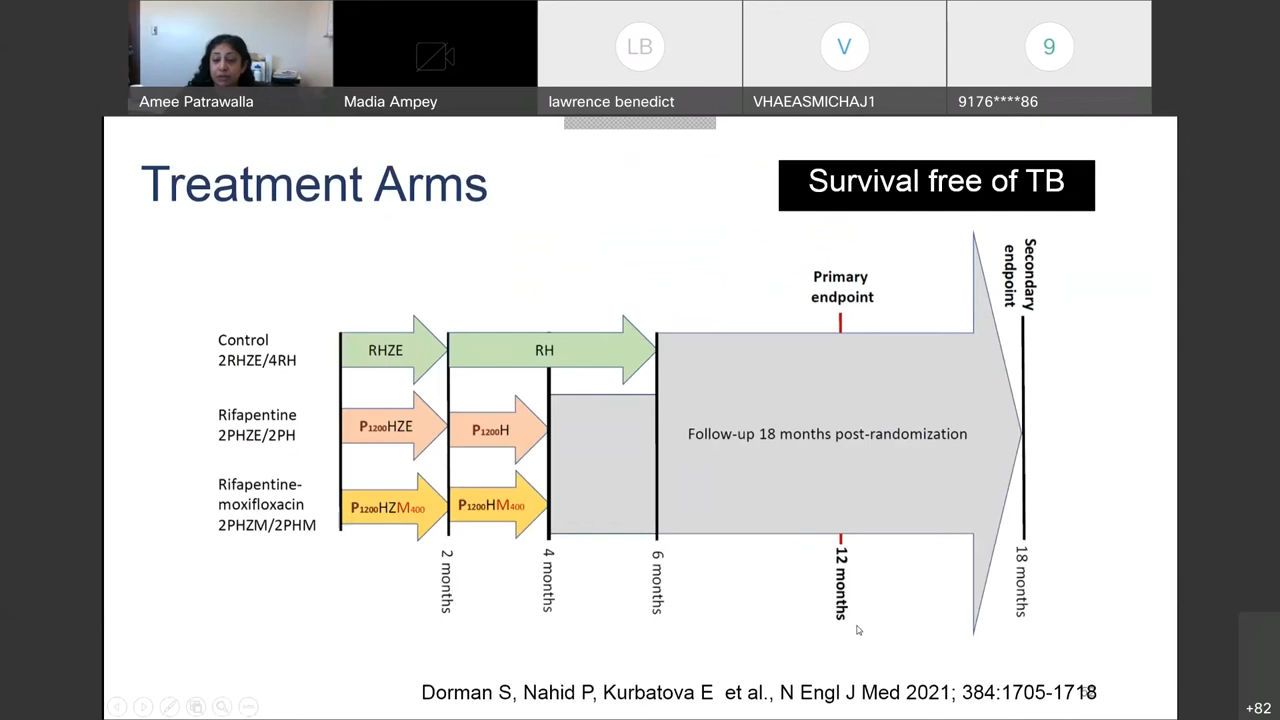 LB
V
9
Amee Patrawalla
Madia Ampey
lawrence benedict
VHAEASMICHAJ1
9176****86
Treatment Arms
Survival free of TB
Primary
endpoint
Secondary
endpoint
Control
2RHZE/4RH
RHZE
RH
Rifapentine
2PHZE/2PH
P1200HZE
P1200H
Follow-up 18 months post-randomization
Rifapentine-
moxifloxacin
2PHZM/2PHM
P1200HZM400
P1200HM400
2 months
4 months
6 months
12 months
18 months
Dorman S, Nahid P, Kurbatova E et al., N Engl J Med 2021; 384:1705-1718
+82